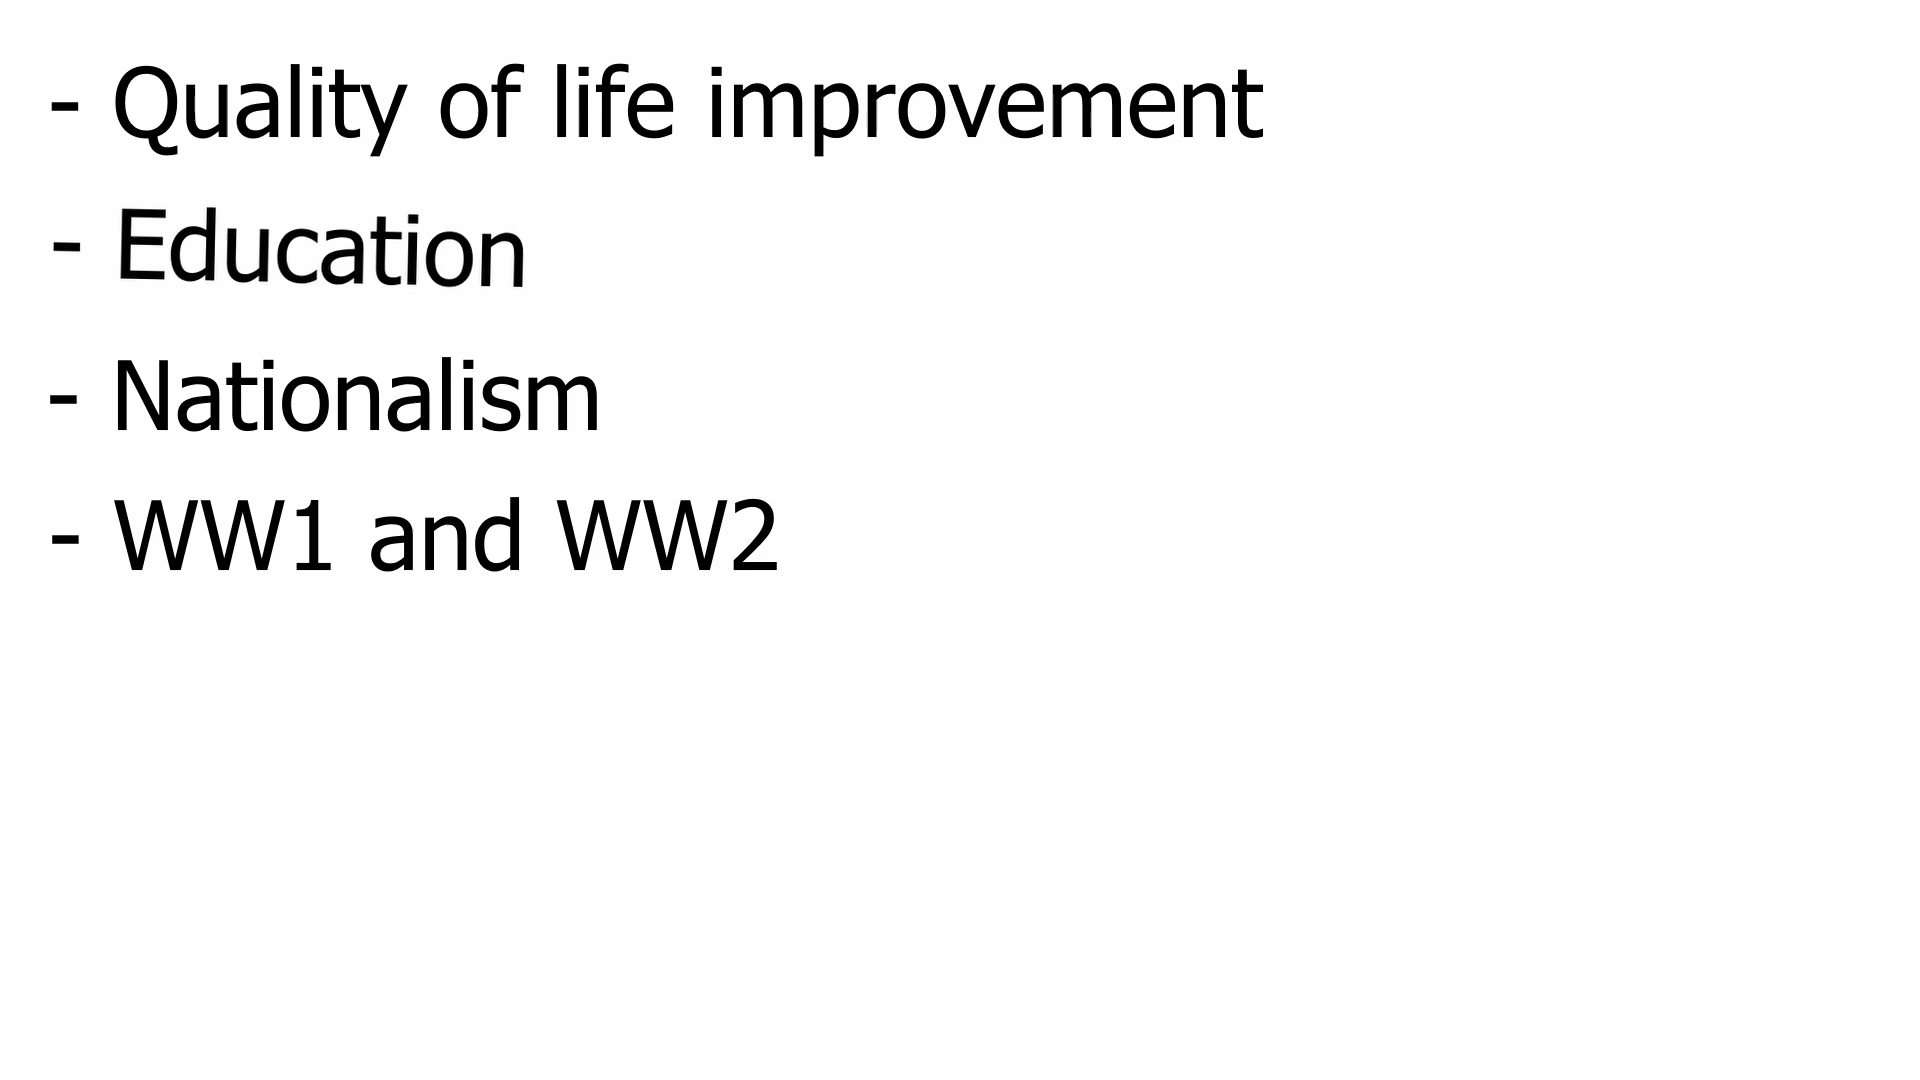 - Quality of life improvement
- Education
- Nationalism
- WW1 and WW2